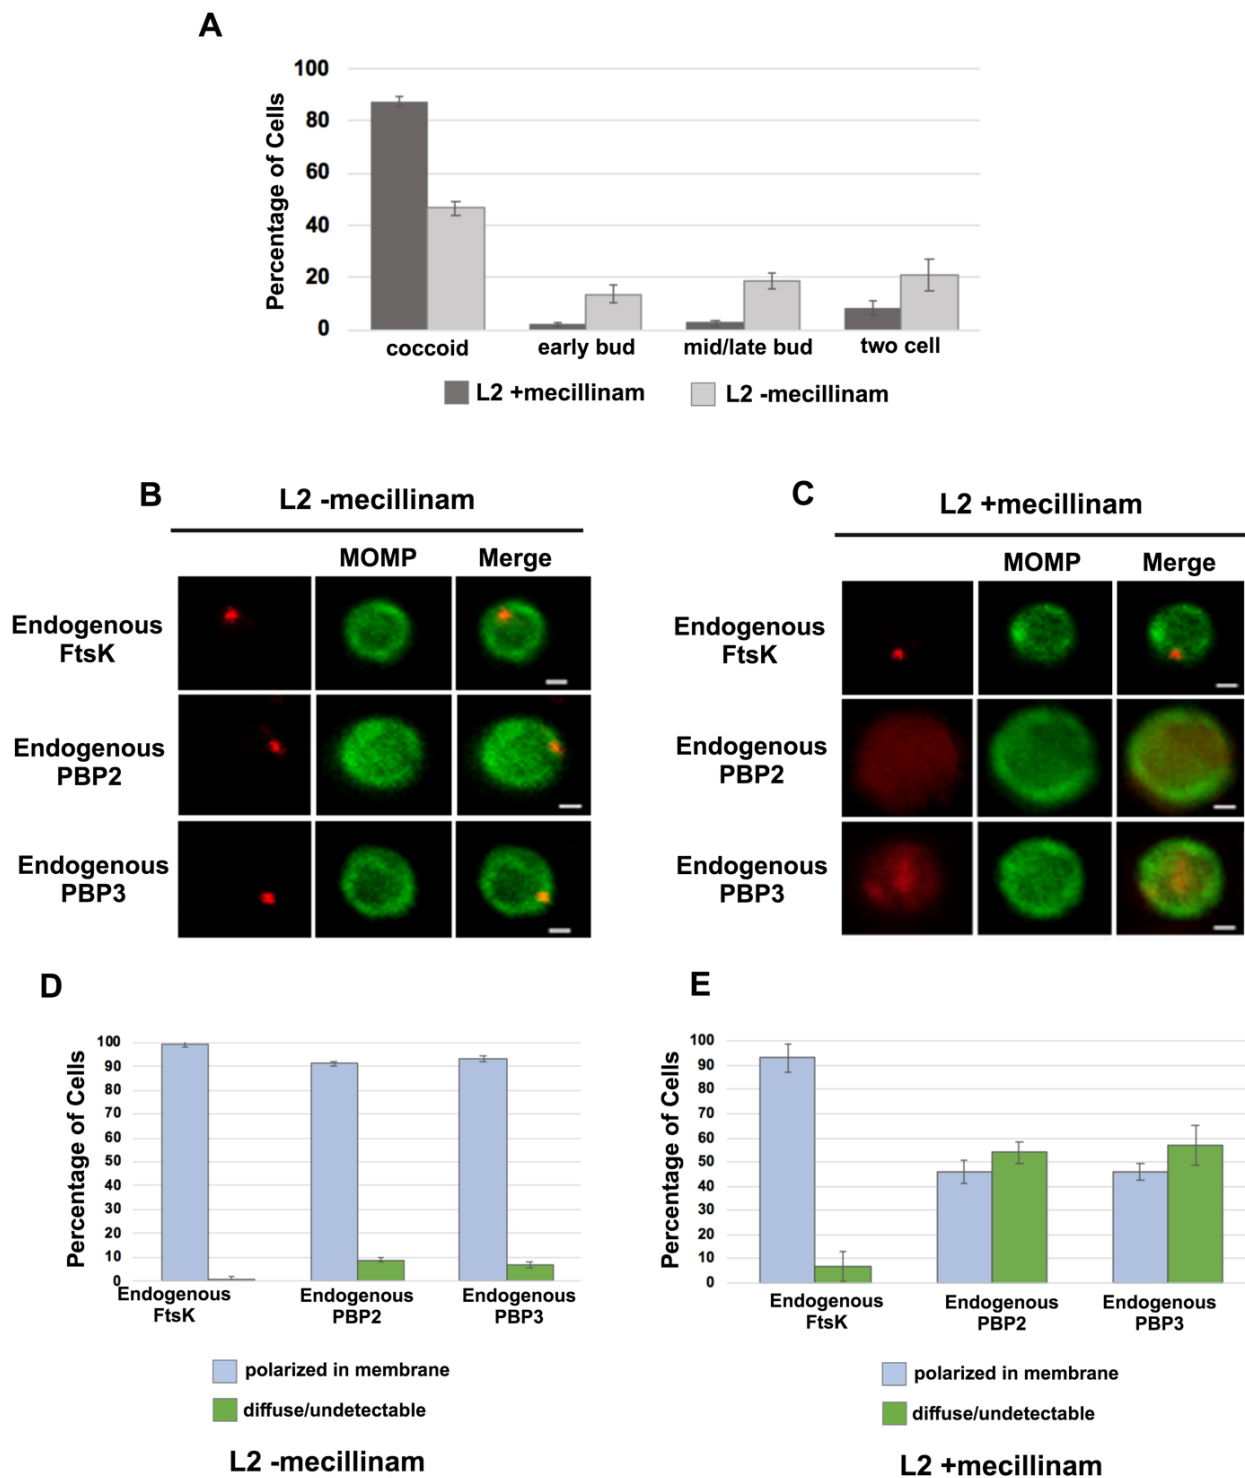 A
100
80
60
40
20
0
Percentage of Cells
coccoid early bud mid/late bud two cell
L2 +mecillinam L2 -mecillinam
B
L2 -mecillinam
MOMP Merge
Endogenous
FtsK
Endogenous
PBP2
Endogenous
PBP3
C
L2 +mecillinam
MOMP Merge
Endogenous
FtsK
Endogenous
PBP2
Endogenous
PBP3
D
100
90
80
70
60
50
40
30
20
10
0
Percentage of Cells
Endogenous
FtsK
Endogenous
PBP2
Endogenous
PBP3
polarized in membrane
diffuse/undetectable
L2 -mecillinam
E
100
90
80
70
60
50
40
30
20
10
0
Percentage of Cells
Endogenous
FtsK
Endogenous
PBP2
Endogenous
PBP3
polarized in membrane
diffuse/undetectable
L2 +mecillinam